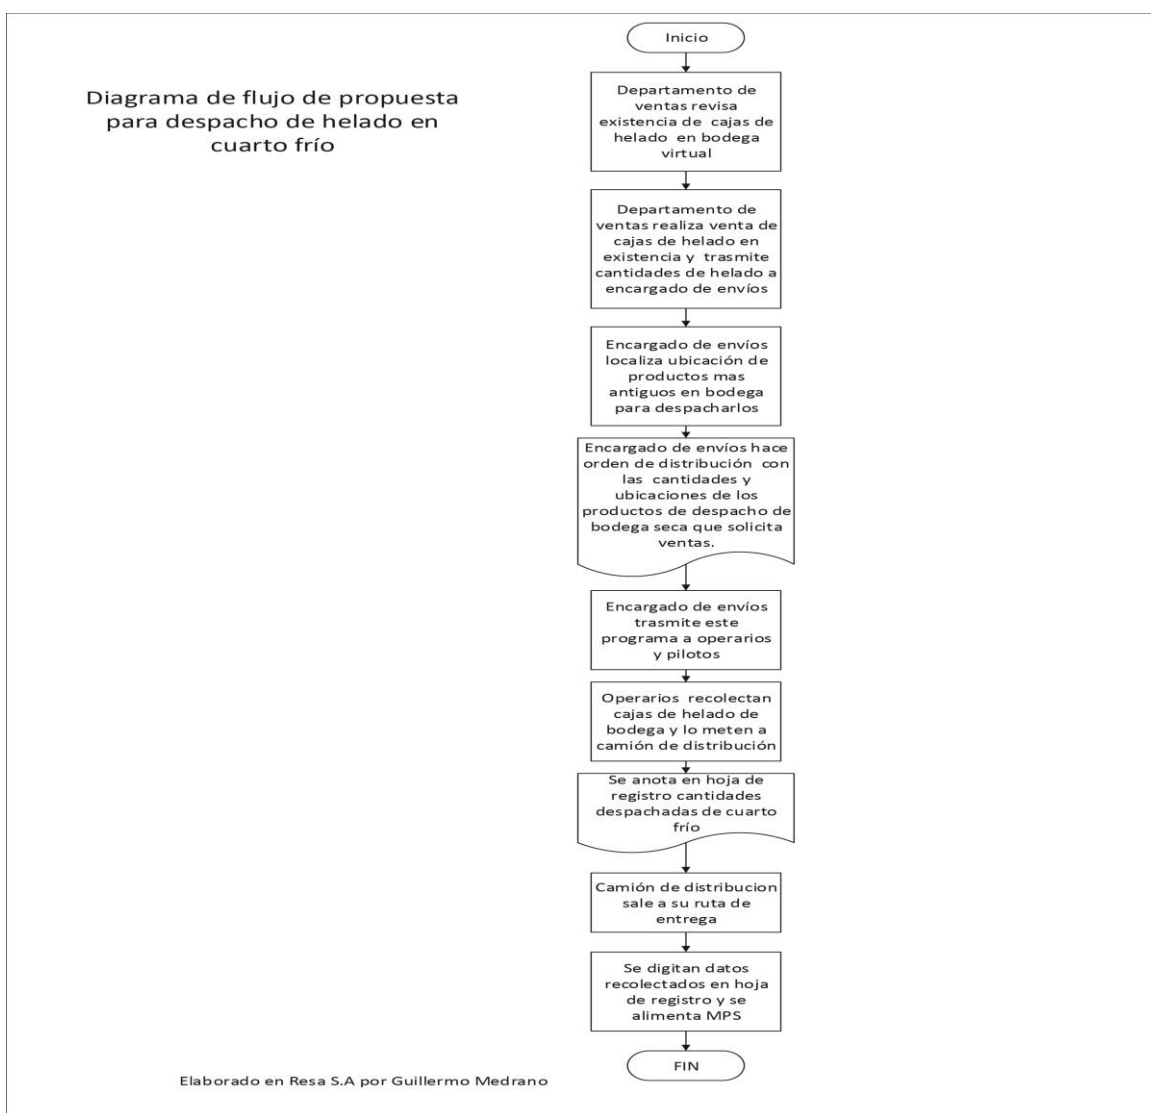 Diagrama de flujo de propuesta
para despacho de helado en
cuarto frío
Inicio
Departamento de
ventas revisa
existencia de cajas de
helado en bodega
virtual
Departamento de
ventas realiza venta de
cajas de helado en
existencia y trasmite
cantidades de helado a
encargado de envíos
Encargado de envíos
localiza ubicación de
productos mas
antiguos en bodega
para despacharlos
Encargado de envíos hace
orden de distribución con
las cantidades y
ubicaciones de los
productos de despacho de
bodega seca que solicita
ventas.
Encargado de envíos
trasmite este
programa a operarios
y pilotos
Operarios recolectan
cajas de helado de
bodega y lo meten a
camión de distribución
Se anota en hoja de
registro cantidades
despachadas de cuarto
frío
Camión de distribucion
sale a su ruta de
entrega
Se digitan datos
recolectados en hoja
de registro y se
alimenta MPS
FIN
Elaborado en Resa S.A por Guillermo Medrano